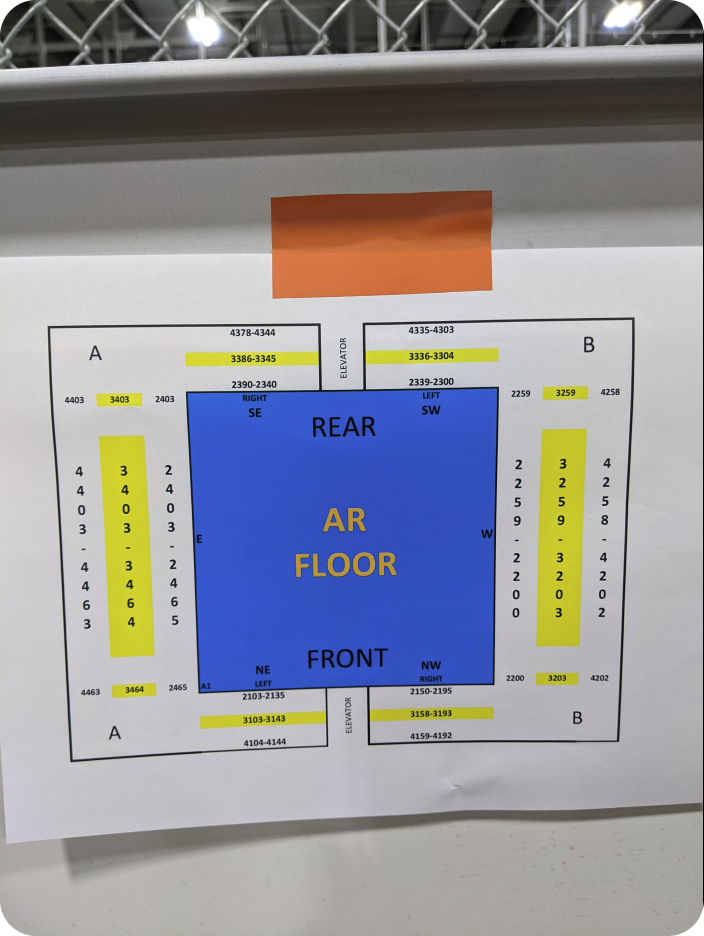 A
4378-4344
3386-3345
2390-2340
RIGHT
SE
ELEVATOR
4335-4303
3336-3304
2339-2300
LEFT
SW
B
4403 3403 2403
2259 3259 4258
REAR
4403-4463
3403-3464
2403-2465
E
AR
FLOOR
W
2259-2200
3259-3203
4258-4202
FRONT
4463 3464 2465
A1
NE
LEFT
2103-2135
3103-3143
4104-4144
A
ELEVATOR
NW
RIGHT
2150-2195
3158-3193
4159-4192
2200 3203 4202
B